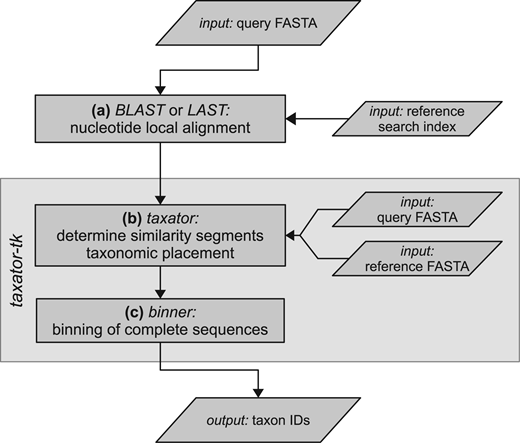 input: query FASTA
(a) BLAST or LAST:
nucleotide local alignment
input: reference
search index
taxator-tk
(b) taxator:
determine similarity segments
taxonomic placement
input:
query FASTA
input:
reference FASTA
(c) binner:
binning of complete sequences
output: taxon IDs